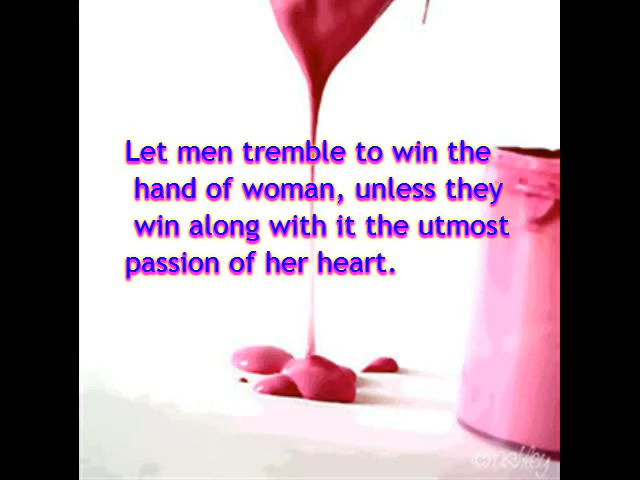 Let men tremble to win the
hand of woman, unless they
win along with it the utmost
passion of her heart.